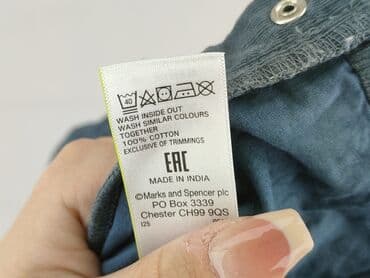 40
WASH INSIDE OUT
WASH SIMILAR COLOURS
TOGETHER
100% COTTON
EXCLUSIVE OF TRIMMINGS
EAC
MADE IN INDIA
©Marks and Spencer plc
PO Box 3339
Chester CH99 9QS
I25